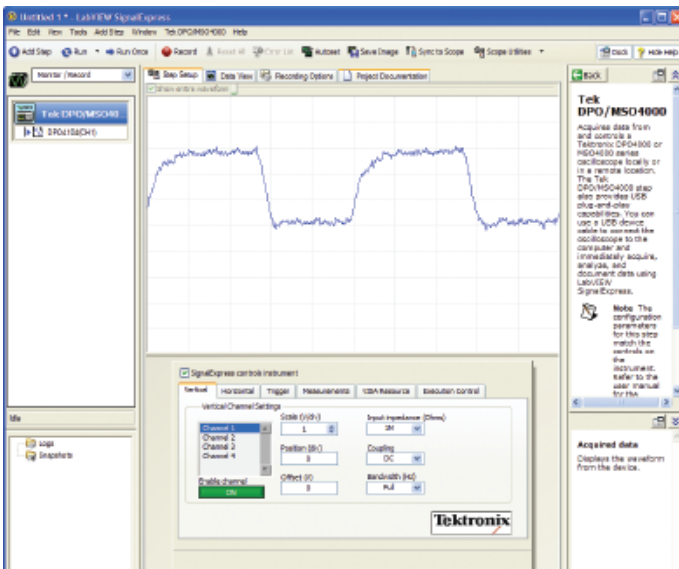 Untitled 1 * - LabVIEW SignalExpress
File Edit View Tools Add Step Window Tek DPO/MSO4000 Help
Add Step Run Run Once Record Reset All Error List Autoset Save Image Sync to Scope Scope Utilities Back Hide Help
Monitor / Record
Step Setup Data View Recording Options Project Documentation
Show entire waveform
Tek DPO/MSO40...
DPO4104(CH1)
Idle
Logs
Snapshots
SignalExpress controls instrument
Vertical Horizontal Trigger Measurements VISA Resource Execution Control
Vertical Channel Settings
Channel 1
Channel 2
Channel 3
Channel 4
Enable channel
ON
Scale (V/div)
1
Position (div)
0
Offset (V)
0
Input impedance (Ohms)
1M
Coupling
DC
Bandwidth (Hz)
Full
Tektronix
Back
Tek
DPO/MSO4000
Acquires data from
and controls a
Tektronix DPO4000 or
MSO4000 series
oscilloscope locally or
in a remote location.
The Tek
DPO/MSO4000 step
also provides USB
plug-and-play
capabilities. You can
use a USB device
cable to connect the
oscilloscope to the
computer and
immediately acquire,
analyze, and
document data using
LabVIEW
SignalExpress.
Note The
configuration
parameters
for this step
match the
controls on
the
instrument.
Refer to the
user manual
for the
Acquired data
Displays the waveform
from the device.